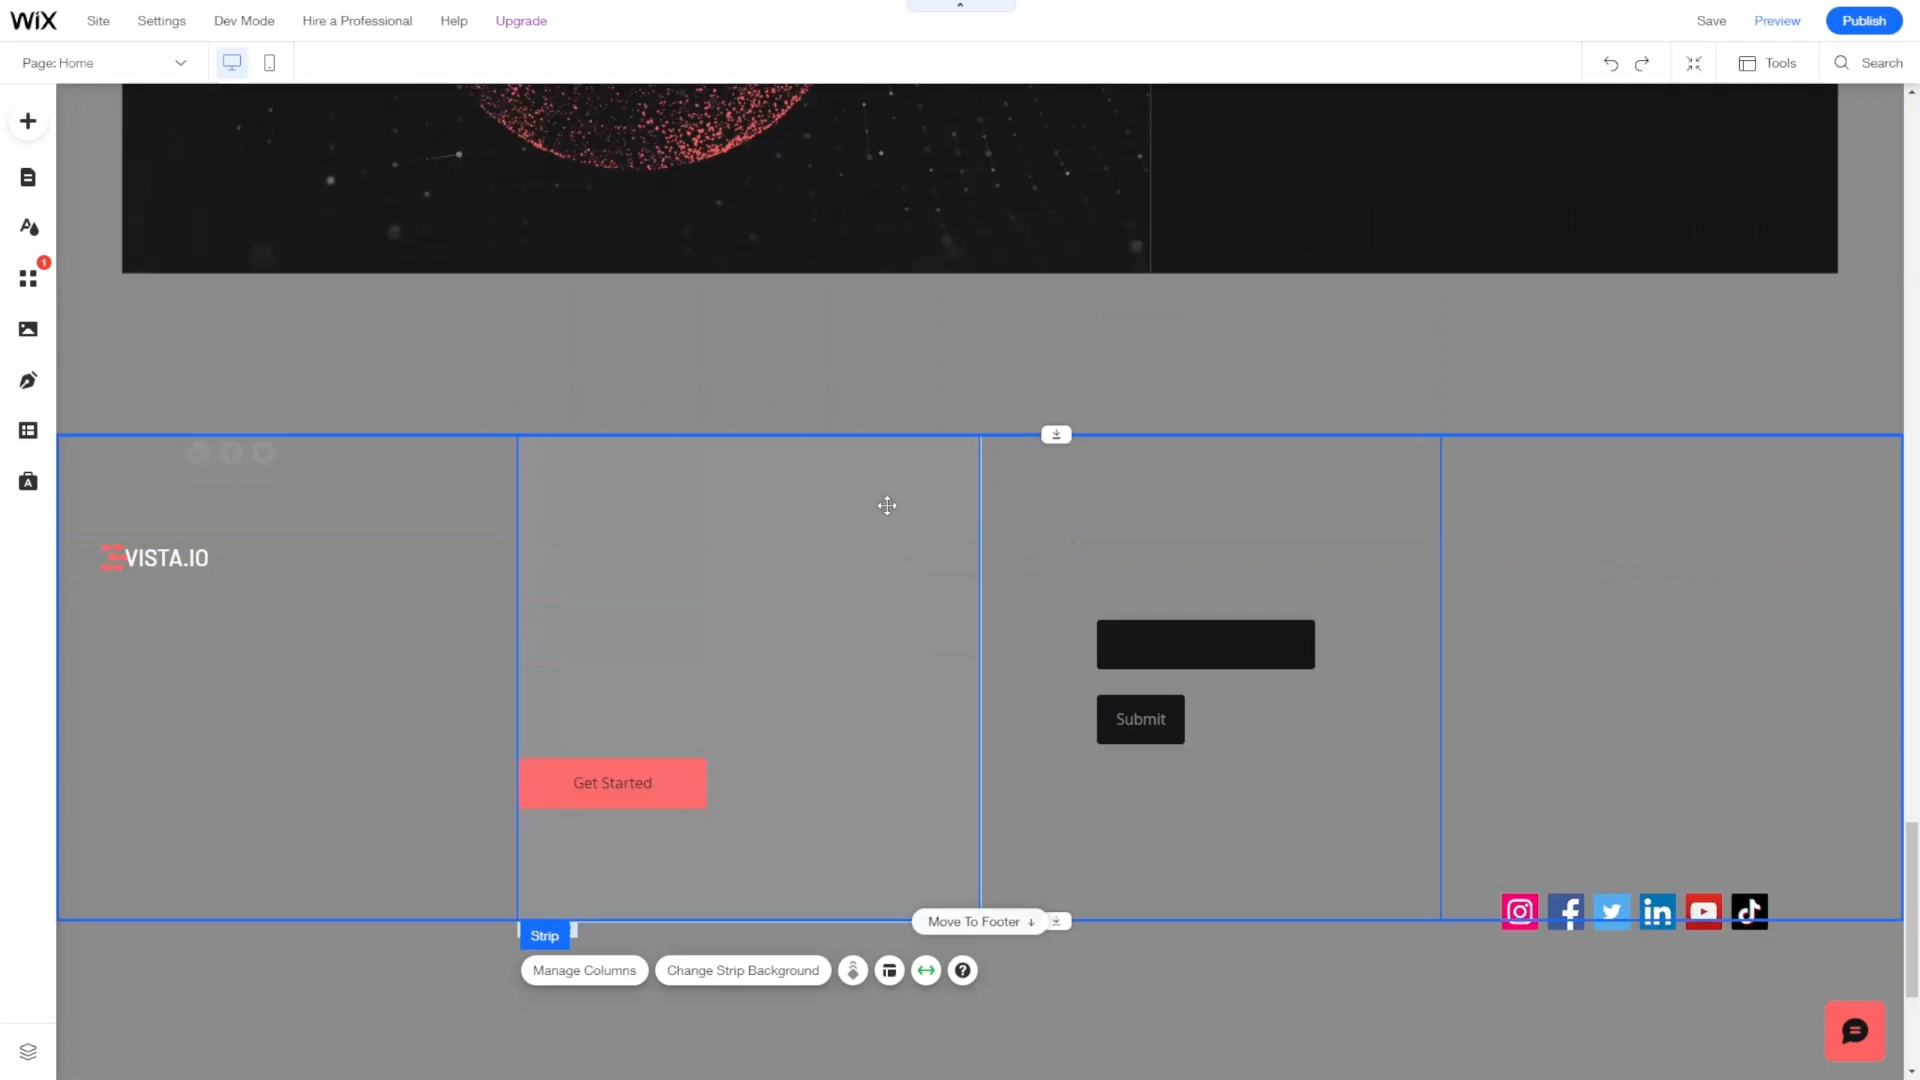 WiX Site Settings Dev Mode Hire a Professional Help Upgrade Save Preview Publish
Page: Home Tools Search
1
VISTA.IO
Submit
Get Started
Move To Footer
Strip
Manage Columns Change Strip Background